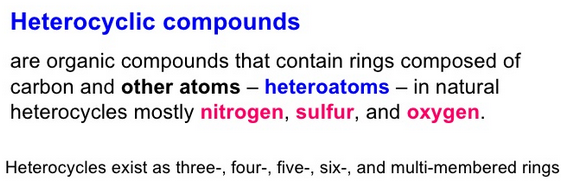 Heterocyclic compounds
are organic compounds that contain rings composed of
carbon and other atoms – heteroatoms – in natural
heterocycles mostly nitrogen, sulfur, and oxygen.
Heterocycles exist as three-, four-, five-, six-, and multi-membered rings